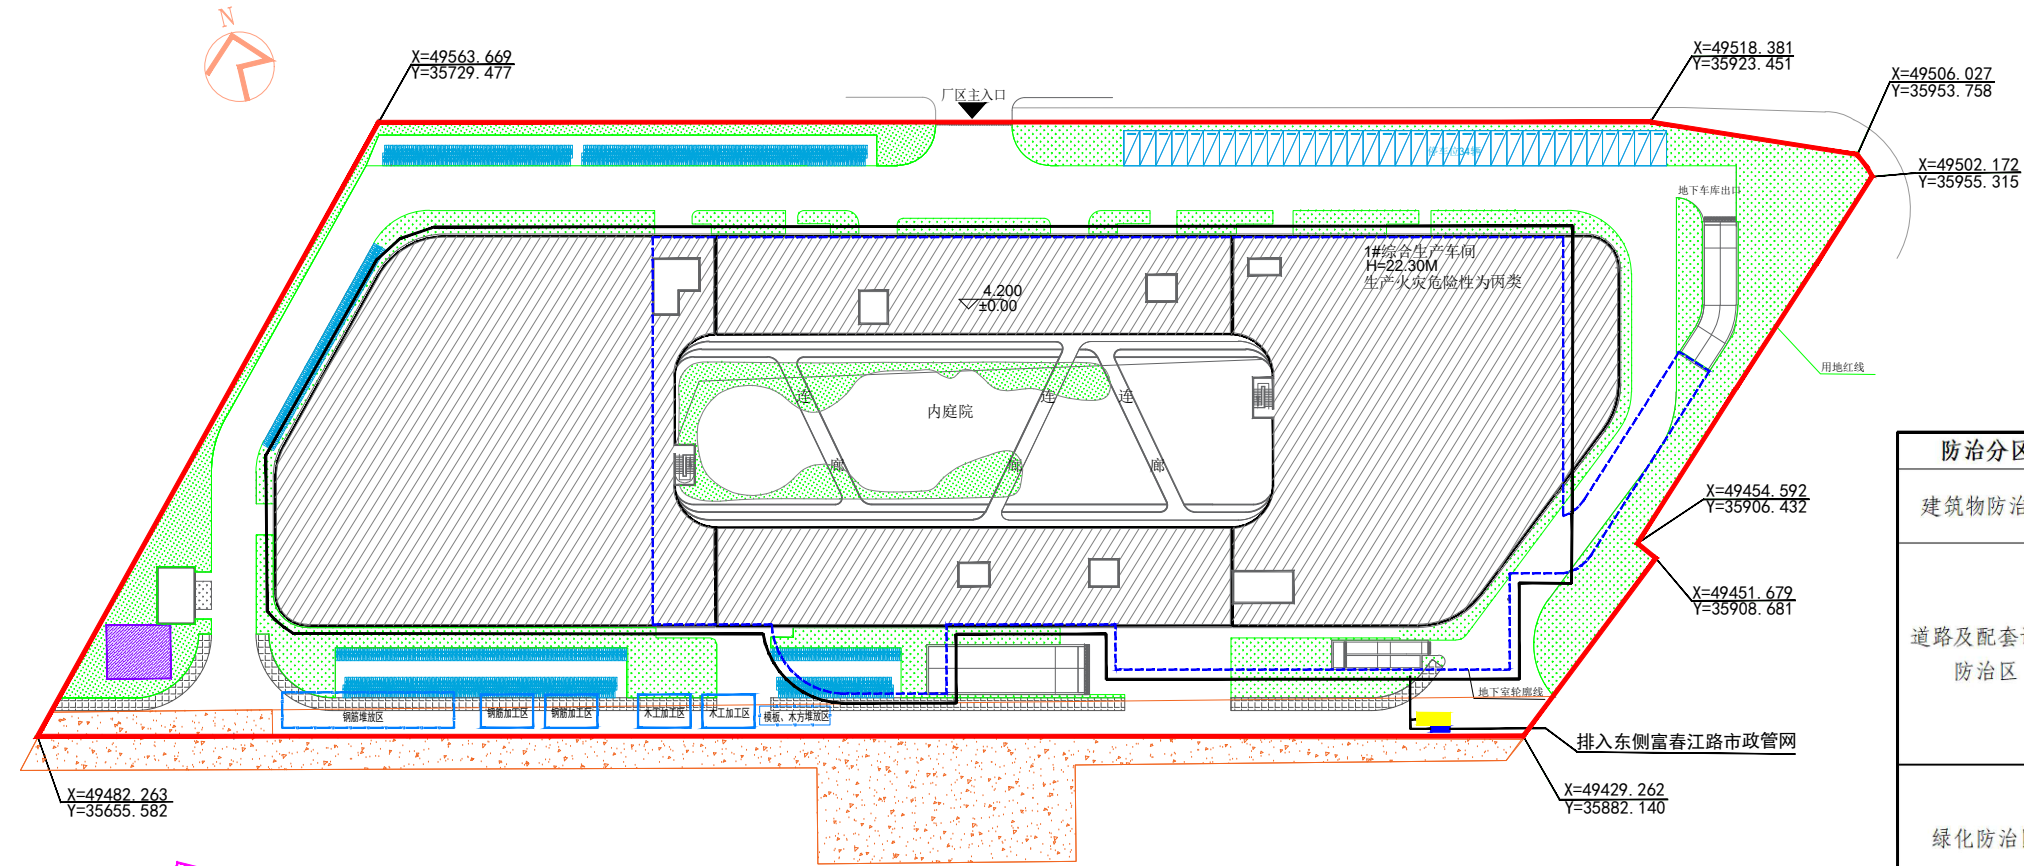 N
X=49563.669
Y=35729.477
厂区主入口
X=49518.381
Y=35923.451
X=49506.027
Y=35953.758
X=49502.172
Y=35955.315
停车位34辆
地下车库出口
1#综合生产车间
H=22.30M
生产火灾危险性为丙类
4.200
±0.00
用地红线
连
连
连
内庭院
廊
廊
廊
防治分区
建筑物防治
道路及配套
防治区
绿化防治
X=49454.592
Y=35906.432
X=49451.679
Y=35908.681
地下室轮廓线
钢筋堆放区
钢筋加工区
钢筋加工区
木工加工区
木工加工区
模板、木方堆放区
排入东侧富春江路市政管网
X=49482.263
Y=35655.582
X=49429.262
Y=35882.140